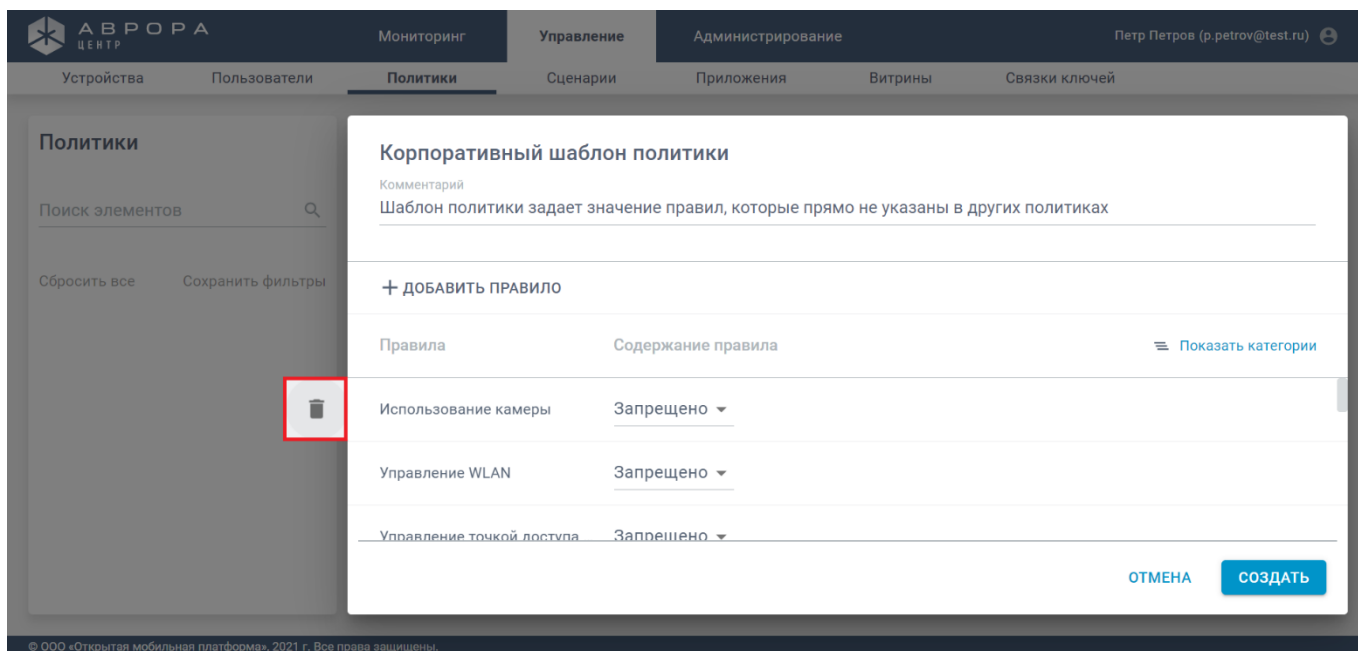 АВРОРА
ЦЕНТР
Мониторинг Управление Администрирование Петр Петров (p.petrov@test.ru)
Устройства Пользователи Политики Сценарии Приложения Витрины Связки ключей
Политики
Поиск элементов
Сбросить все Сохранить фильтры
Корпоративный шаблон политики
Комментарий
Шаблон политики задает значение правил, которые прямо не указаны в других политиках
+ ДОБАВИТЬ ПРАВИЛО
Правила Содержание правила Показать категории
Использование камеры Запрещено
Управление WLAN Запрещено
Управление точкой доступа Запрещено
ОТМЕНА СОЗДАТЬ
© ООО «Открытая мобильная платформа», 2021 г. Все права защищены.